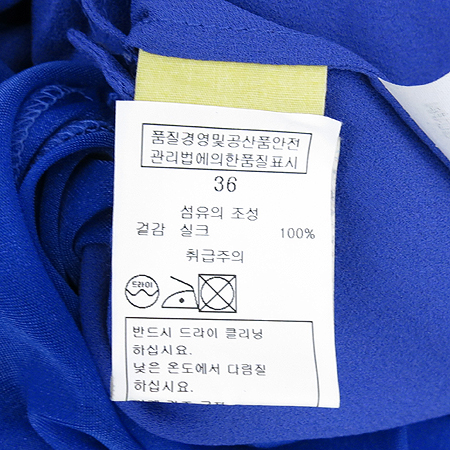 품질경영및공산품안전
관리법에의한품질표시
36
섬유의 조성
겉감 실크 100%
취급주의
드라이
반드시 드라이 클리닝
하십시요.
낮은 온도에서 다림질
하십시요.